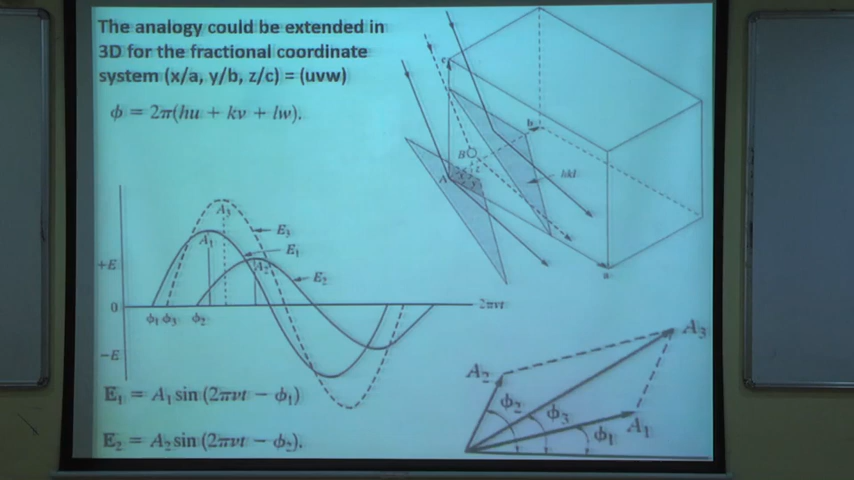 The analogy could be extended in
3D for the fractional coordinate
system (x/a, y/b, z/c) = (uvw)
ϕ = 2π(hu + kv + lw).
c
b
B
A
hkl
a
A3
E3
A1
E1
A2
E2
+E
0
2πνt
ϕ1 ϕ3 ϕ2
−E
E1 = A1 sin (2πνt − ϕ1)
E2 = A2 sin (2πνt − ϕ2).
A3
A2
ϕ2
ϕ3
ϕ1
A1